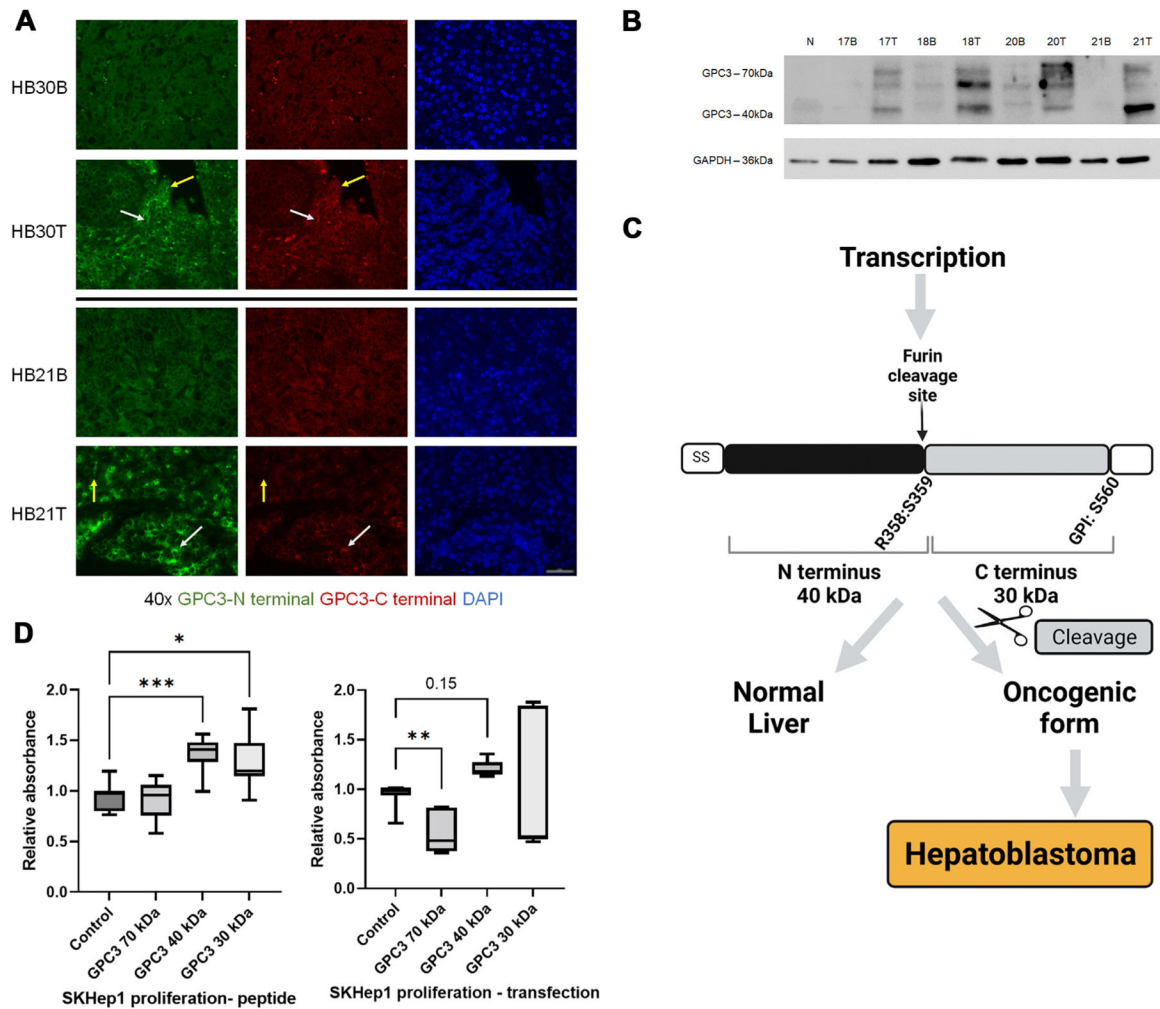 A
HB30B
HB30T
HB21B
HB21T
40x GPC3-N terminal GPC3-C terminal DAPI
B
N 17B 17T 18B 18T 20B 20T 21B 21T
GPC3 – 70kDa
GPC3 – 40kDa
GAPDH – 36kDa
C
Transcription
Furin
cleavage
site
SS
R358:S359
GPI: S560
N terminus
40 kDa
C terminus
30 kDa
Cleavage
Normal
Liver
Oncogenic
form
Hepatoblastoma
D
*
***
2.0
1.5
1.0
0.5
0.0
Relative absorbance
Control
GPC3 70 kDa
GPC3 40 kDa
GPC3 30 kDa
SKHep1 proliferation- peptide
0.15
**
2.0
1.5
1.0
0.5
0.0
Relative absorbance
Control
GPC3 70 kDa
GPC3 40 kDa
GPC3 30 kDa
SKHep1 proliferation - transfection